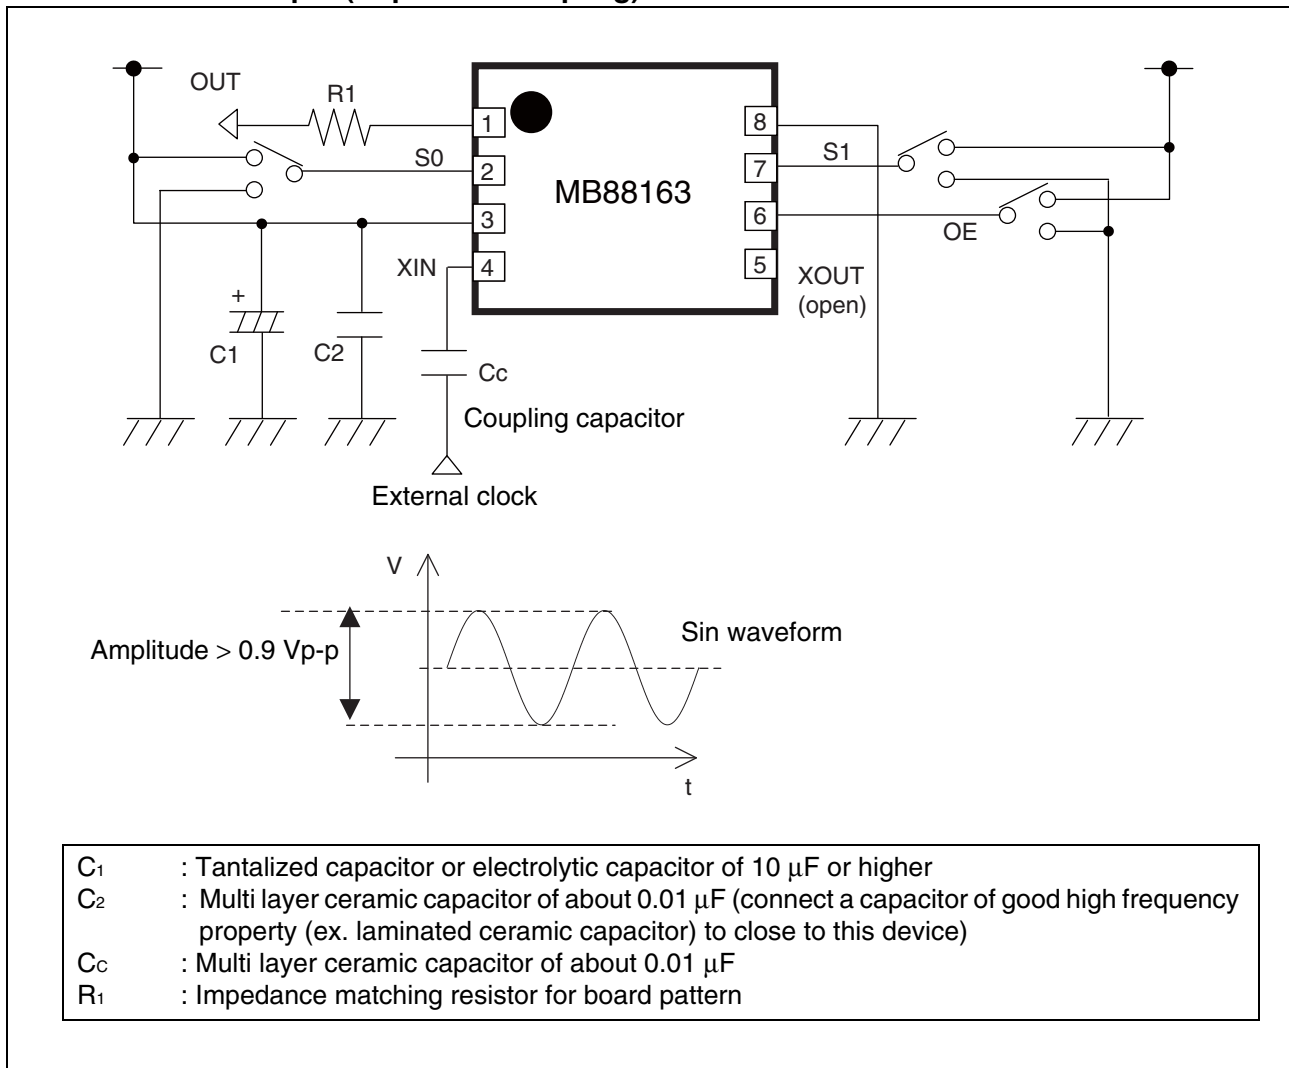 OUT
R1
1
8
S0
2
S1
7
MB88163
3
6
OE
XIN
4
5
XOUT
(open)
+
C1
C2
Cc
Coupling capacitor
External clock
V
Amplitude > 0.9 Vp-p
Sin waveform
t
C1 : Tantalized capacitor or electrolytic capacitor of 10 μF or higher
C2 : Multi layer ceramic capacitor of about 0.01 μF (connect a capacitor of good high frequency
property (ex. laminated ceramic capacitor) to close to this device)
CC : Multi layer ceramic capacitor of about 0.01 μF
R1 : Impedance matching resistor for board pattern